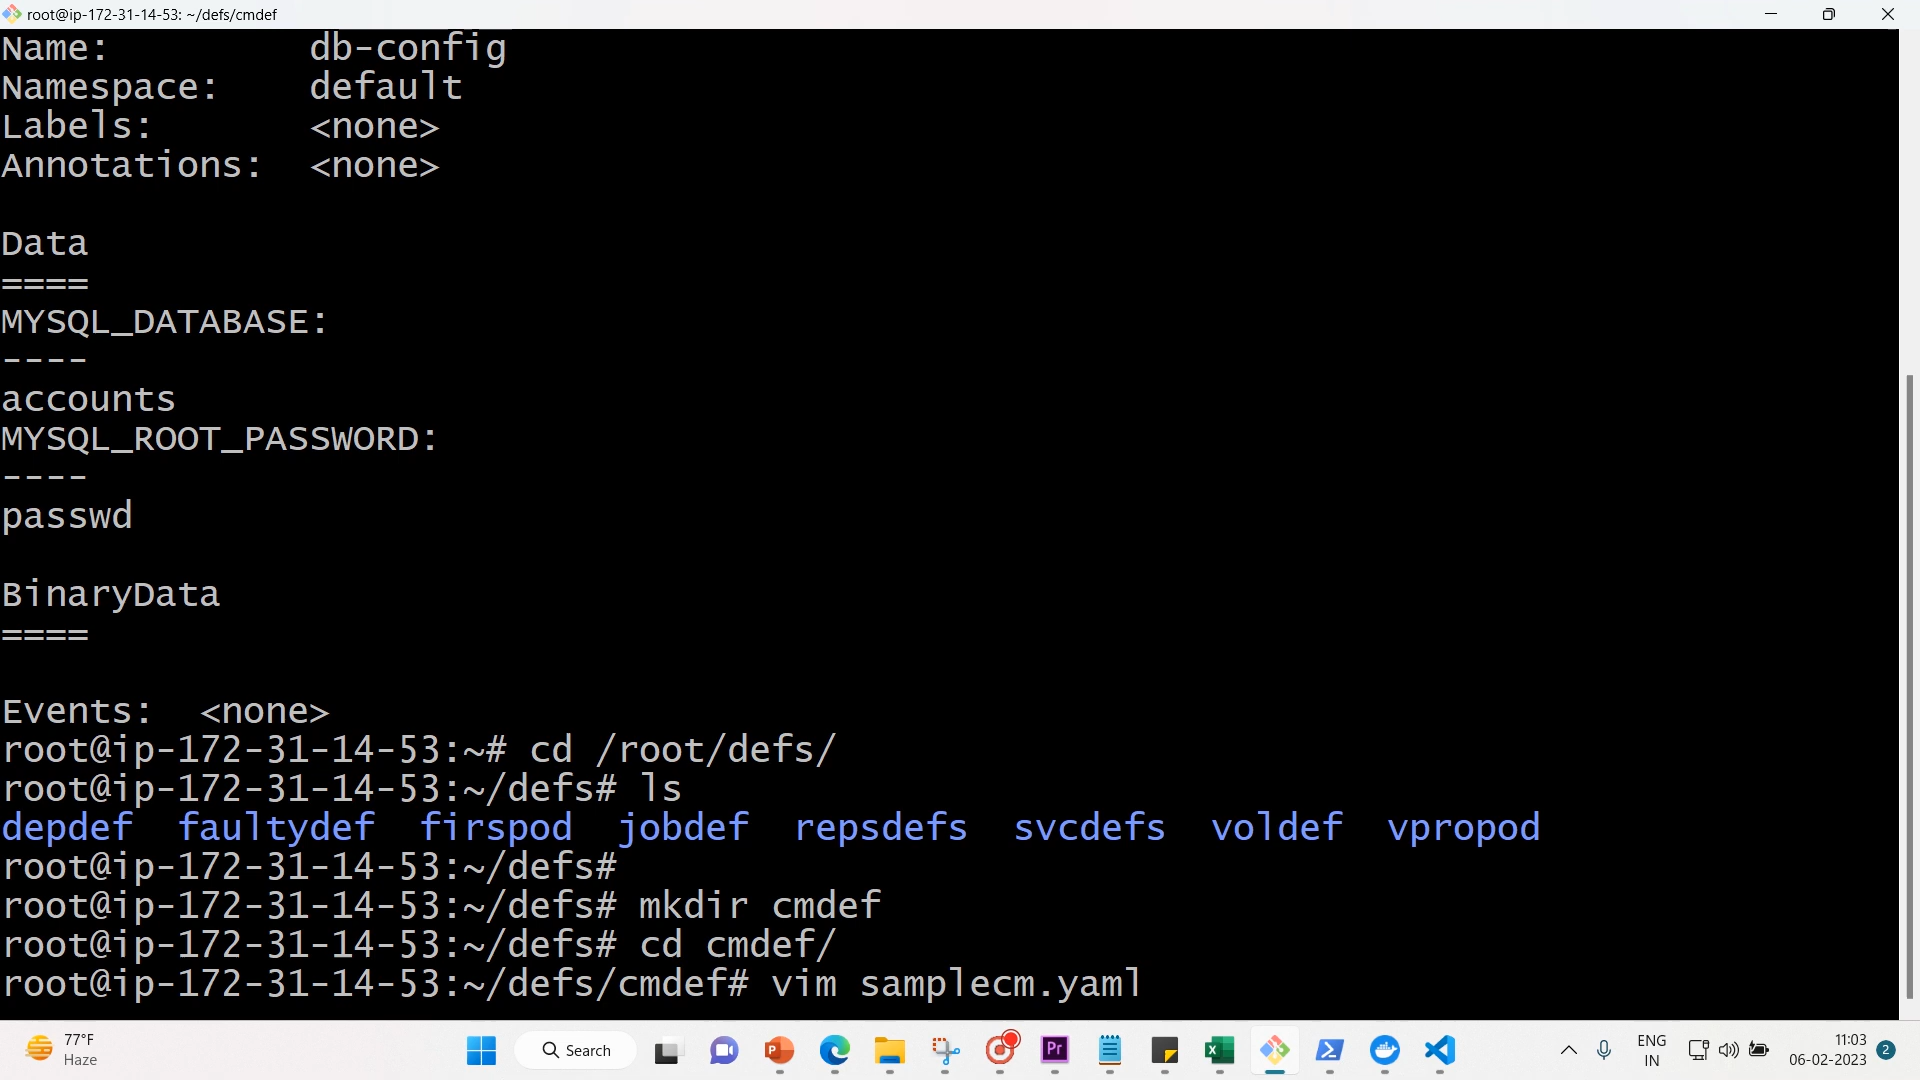 root@ip-172-31-14-53: ~/defs/cmdef
Name:         db-config
Namespace:    default
Labels:       <none>
Annotations:  <none>
Data
====
MYSQL_DATABASE:
----
accounts
MYSQL_ROOT_PASSWORD:
----
passwd
BinaryData
====
Events:  <none>
root@ip-172-31-14-53:~# cd /root/defs/
root@ip-172-31-14-53:~/defs# ls
depdef  faultydef  firspod  jobdef  repsdefs  svcdefs  voldef  vpropod
root@ip-172-31-14-53:~/defs#
root@ip-172-31-14-53:~/defs# mkdir cmdef
root@ip-172-31-14-53:~/defs# cd cmdef/
root@ip-172-31-14-53:~/defs/cmdef# vim samplecm.yaml
77°F
Haze
Search
Pr
ENG
IN
11:03
06-02-2023
2